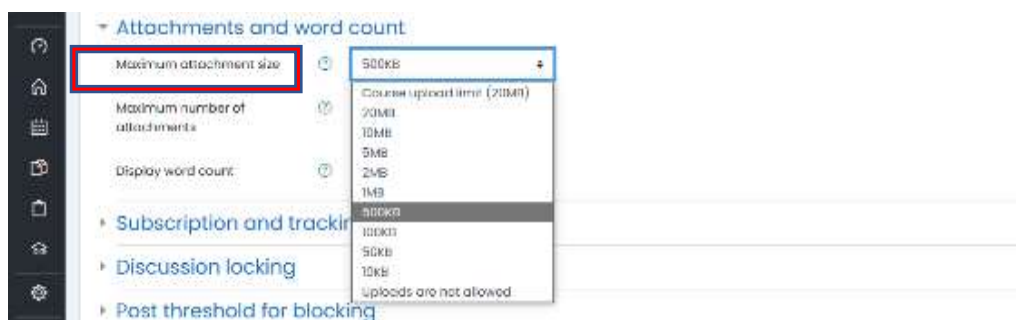 Attachments and word count
Maximum attachment size
500KB
Maximum number of
attachments
Display word count
Course upload limit (20MB)
20MB
10MB
5MB
2MB
1MB
500KB
100KB
50KB
10KB
Uploads are not allowed
Subscription and trackin
Discussion locking
Post threshold for blocking